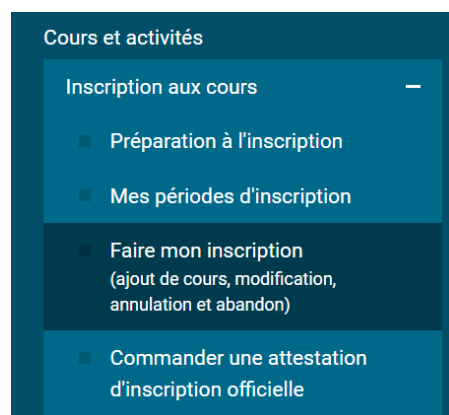 Cours et activités
Inscription aux cours
Préparation à l'inscription
Mes périodes d'inscription
Faire mon inscription
(ajout de cours, modification,
annulation et abandon)
Commander une attestation
d'inscription officielle